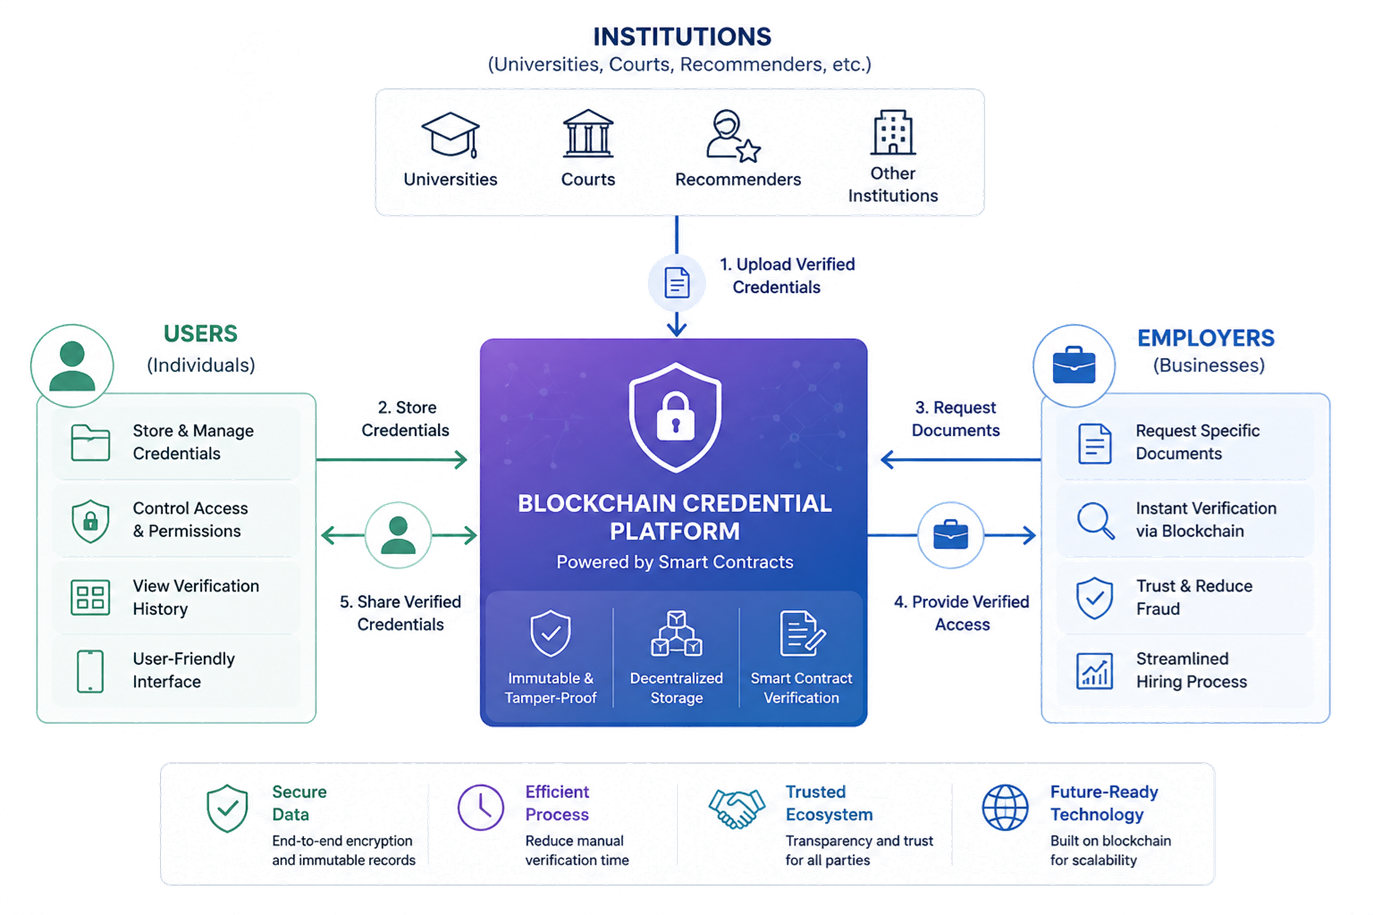 INSTITUTIONS
(Universities, Courts, Recommenders, etc.)
Universities
Courts
Recommenders
Other
Institutions
1. Upload Verified
Credentials
USERS
(Individuals)
Store & Manage
Credentials
Control Access
& Permissions
View Verification
History
User-Friendly
Interface
2. Store
Credentials
5. Share Verified
Credentials
BLOCKCHAIN CREDENTIAL
PLATFORM
Powered by Smart Contracts
Immutable &
Tamper-Proof
Decentralized
Storage
Smart Contract
Verification
3. Request
Documents
4. Provide Verified
Access
EMPLOYERS
(Businesses)
Request Specific
Documents
Instant Verification
via Blockchain
Trust & Reduce
Fraud
Streamlined
Hiring Process
Secure
Data
End-to-end encryption
and immutable records
Efficient
Process
Reduce manual
verification time
Trusted
Ecosystem
Transparency and trust
for all parties
Future-Ready
Technology
Built on blockchain
for scalability